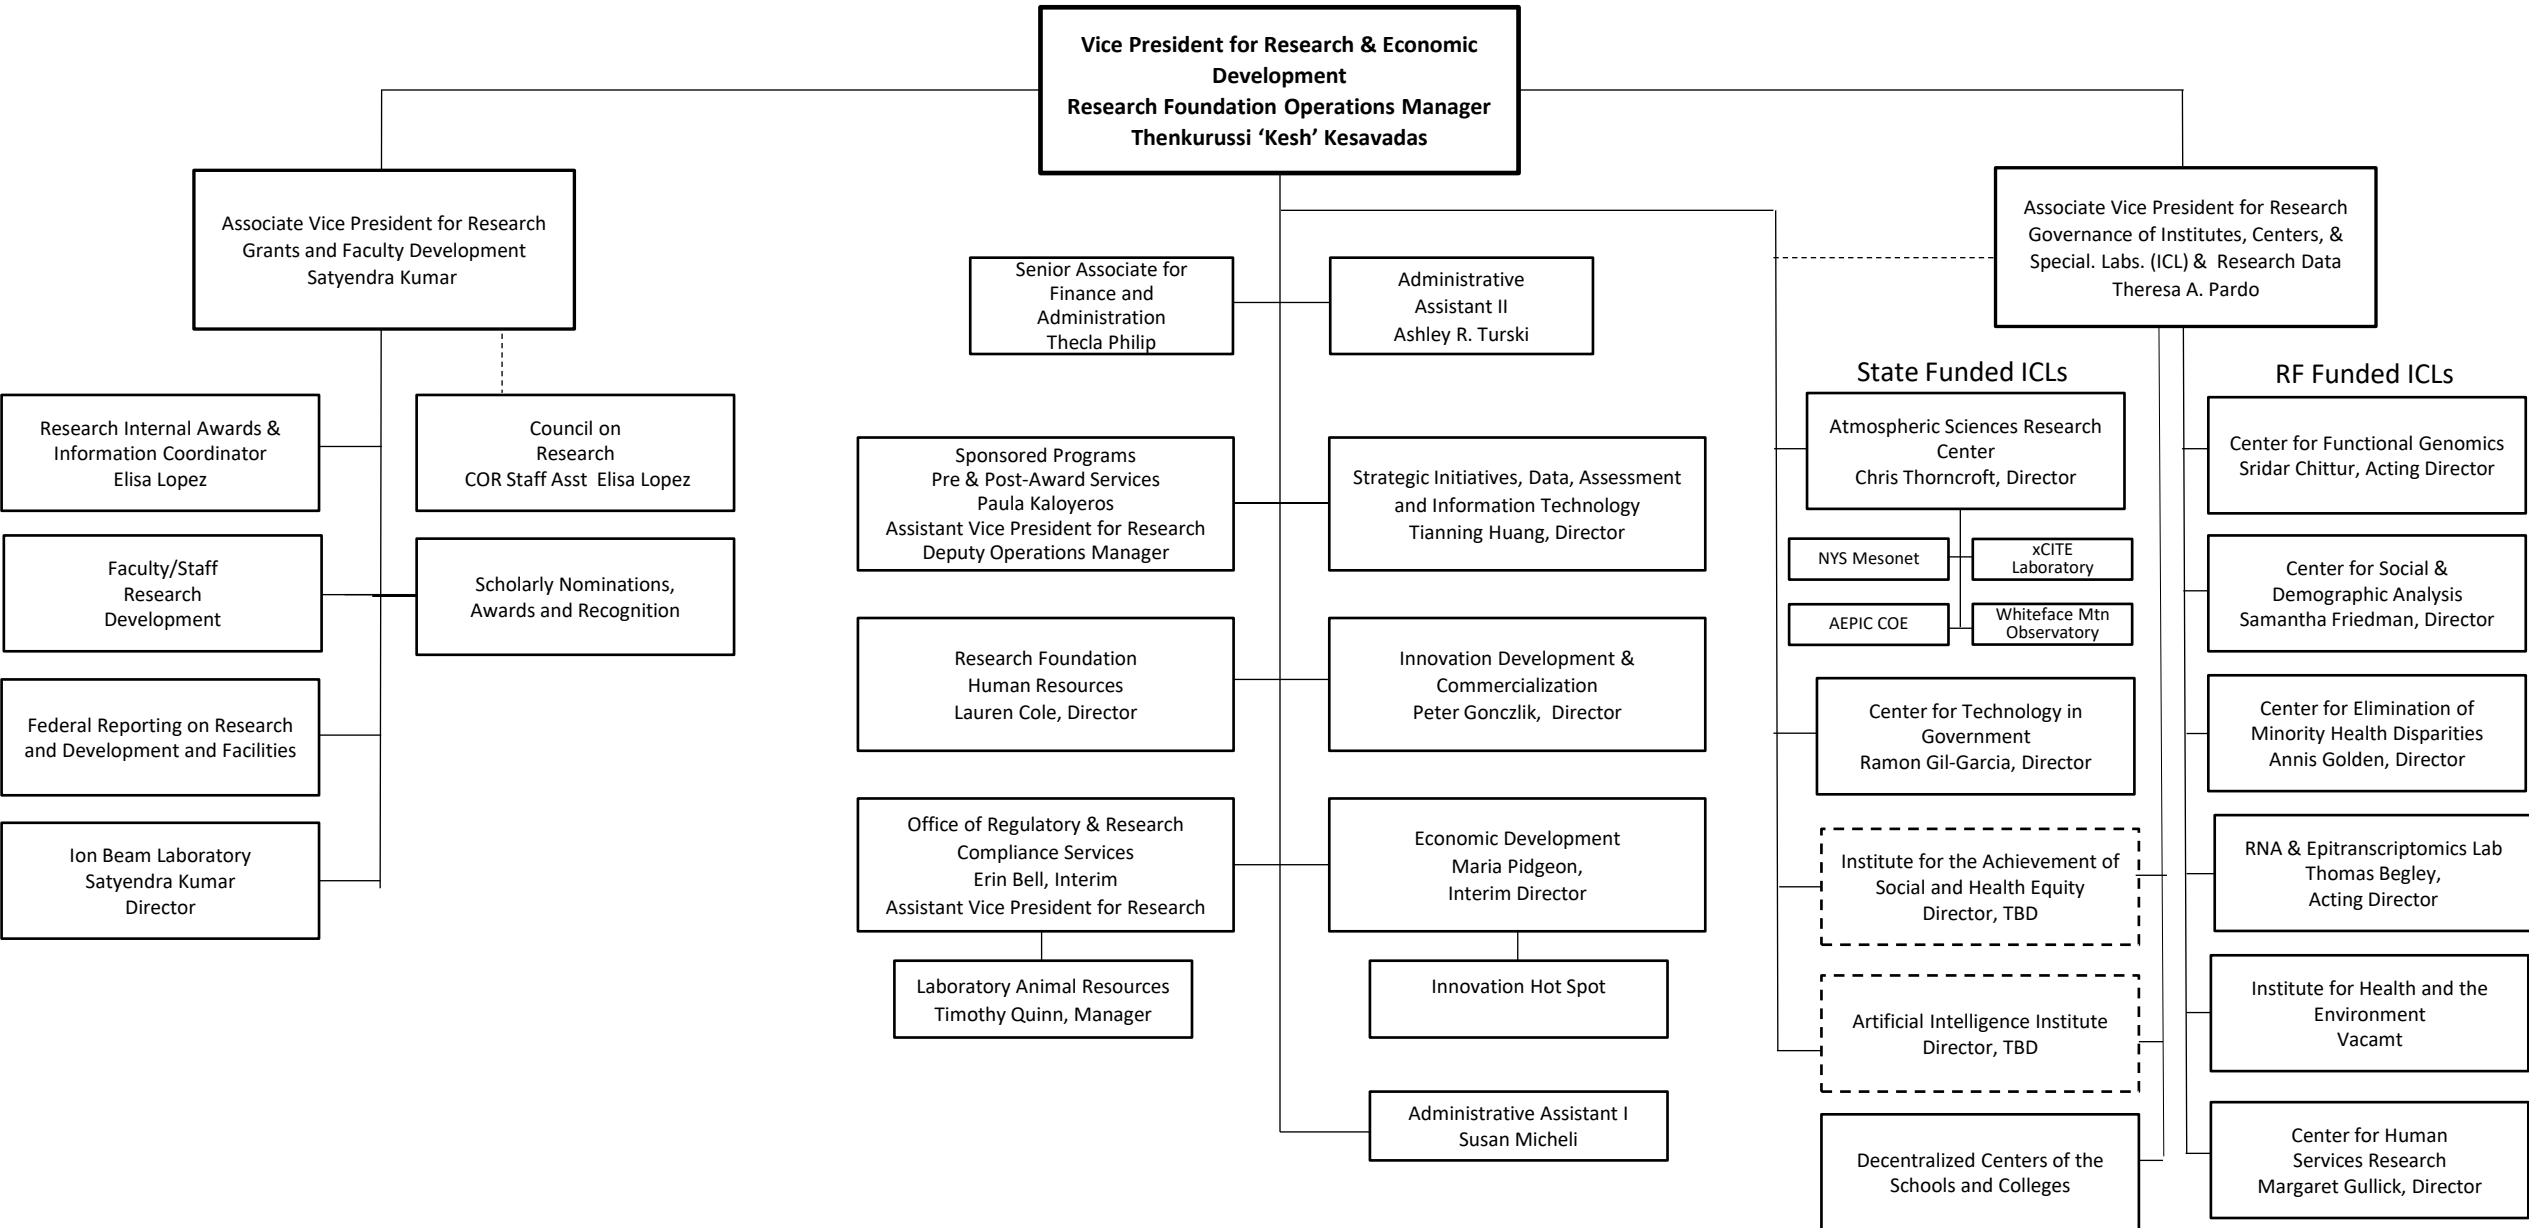 Vice President for Research & Economic
Development
Research Foundation Operations Manager
Thenkurussi ‘Kesh’ Kesavadas
Associate Vice President for Research
Grants and Faculty Development
Satyendra Kumar
Associate Vice President for Research
Governance of Institutes, Centers, &
Special. Labs. (ICL) & Research Data
Theresa A. Pardo
Senior Associate for
Finance and
Administration
Thecla Philip
Administrative
Assistant II
Ashley R. Turski
Research Internal Awards &
Information Coordinator
Elisa Lopez
Council on
Research
COR Staff Asst Elisa Lopez
Faculty/Staff
Research
Development
Scholarly Nominations,
Awards and Recognition
Federal Reporting on Research
and Development and Facilities
Ion Beam Laboratory
Satyendra Kumar
Director
Sponsored Programs
Pre & Post-Award Services
Paula Kaloyeros
Assistant Vice President for Research
Deputy Operations Manager
Strategic Initiatives, Data, Assessment
and Information Technology
Tianning Huang, Director
Research Foundation
Human Resources
Lauren Cole, Director
Innovation Development &
Commercialization
Peter Gonczlik, Director
Office of Regulatory & Research
Compliance Services
Erin Bell, Interim
Assistant Vice President for Research
Economic Development
Maria Pidgeon,
Interim Director
Laboratory Animal Resources
Timothy Quinn, Manager
Innovation Hot Spot
Administrative Assistant I
Susan Micheli
State Funded ICLs
Atmospheric Sciences Research
Center
Chris Thorncroft, Director
NYS Mesonet
xCITE
Laboratory
AEPIC COE
Whiteface Mtn
Observatory
Center for Technology in
Government
Ramon Gil-Garcia, Director
Institute for the Achievement of
Social and Health Equity
Director, TBD
Artificial Intelligence Institute
Director, TBD
Decentralized Centers of the
Schools and Colleges
RF Funded ICLs
Center for Functional Genomics
Sridar Chittur, Acting Director
Center for Social &
Demographic Analysis
Samantha Friedman, Director
Center for Elimination of
Minority Health Disparities
Annis Golden, Director
RNA & Epitranscriptomics Lab
Thomas Begley,
Acting Director
Institute for Health and the
Environment
Vacamt
Center for Human
Services Research
Margaret Gullick, Director